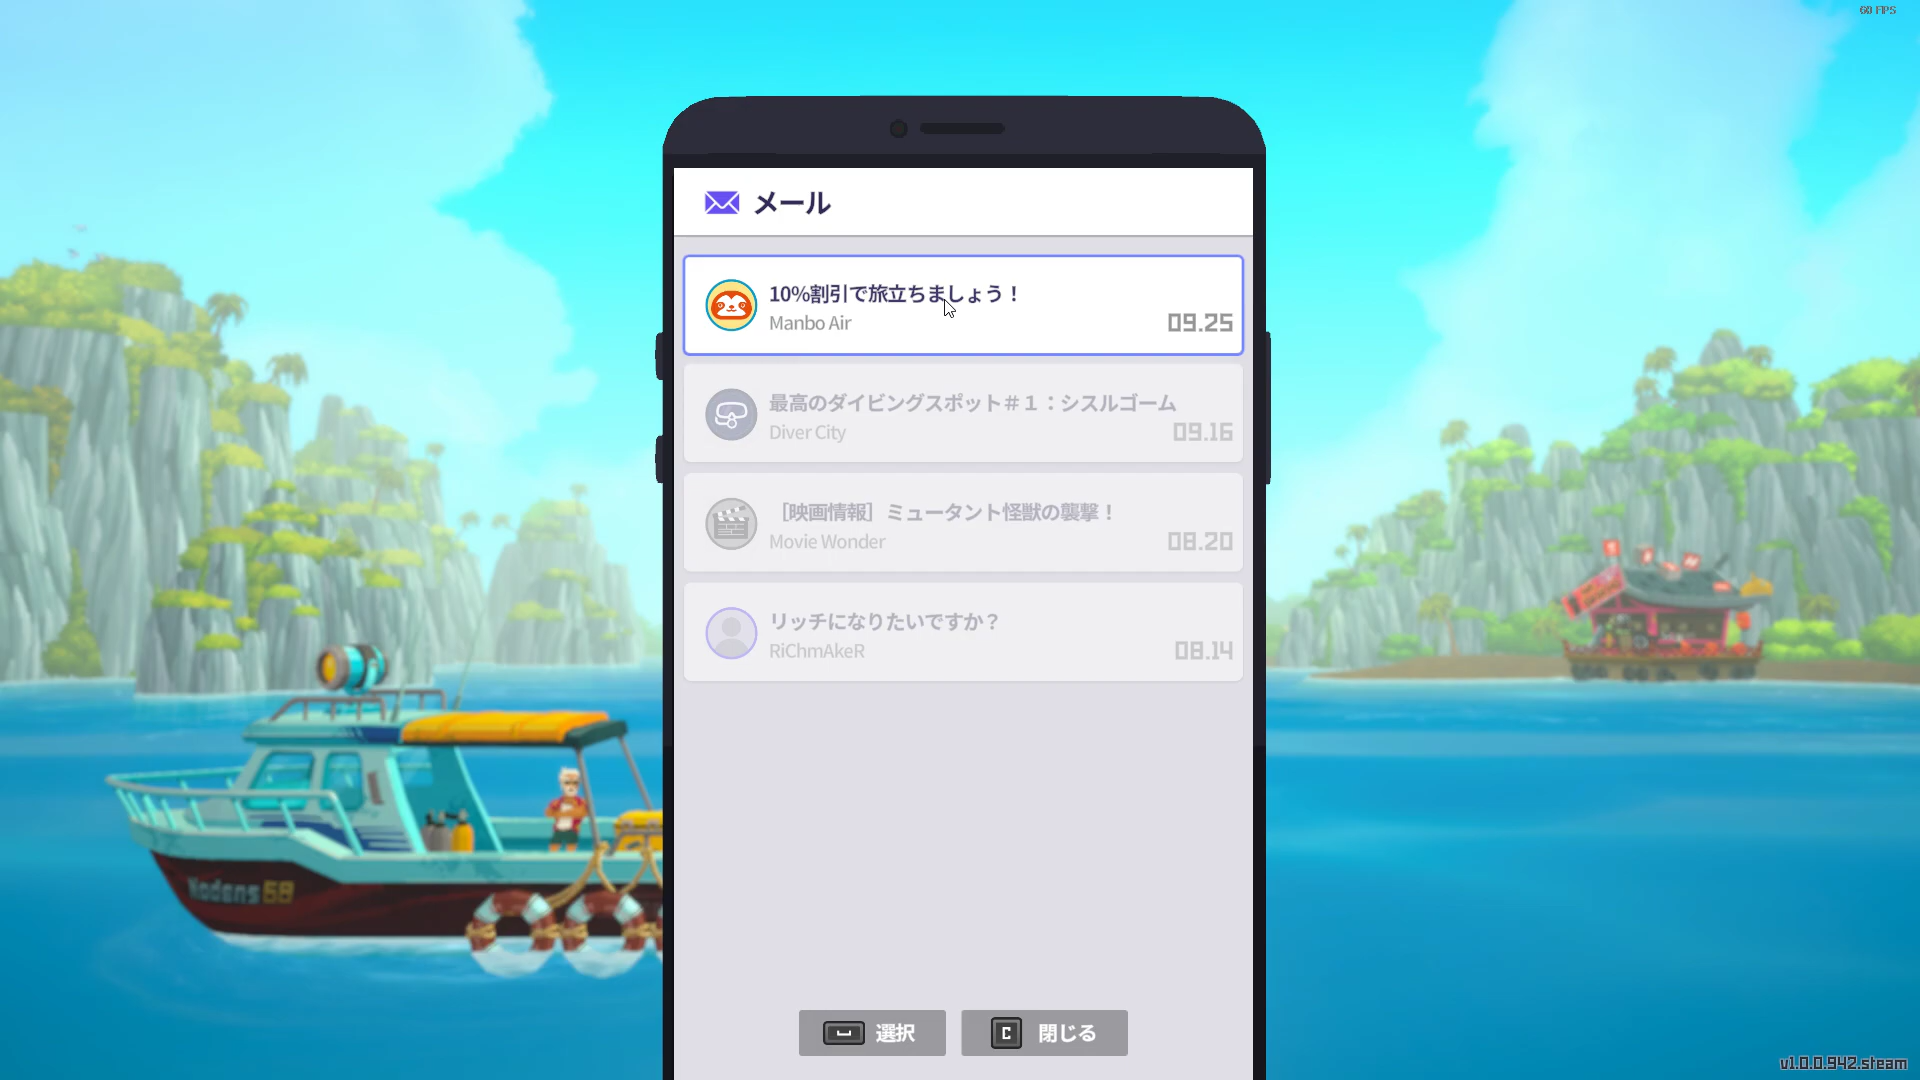 60 FPS
メール
10%割引で旅立ちましょう！
Manbo Air
09.25
最高のダイビングスポット＃１：シスルゴーム
Diver City
09.16
［映画情報］ミュータント怪獣の襲撃！
Movie Wonder
08.20
リッチになりたいですか？
RiChmAkeR
08.14
Nodens 68
選択
C 閉じる
v1.0.0.942.steam